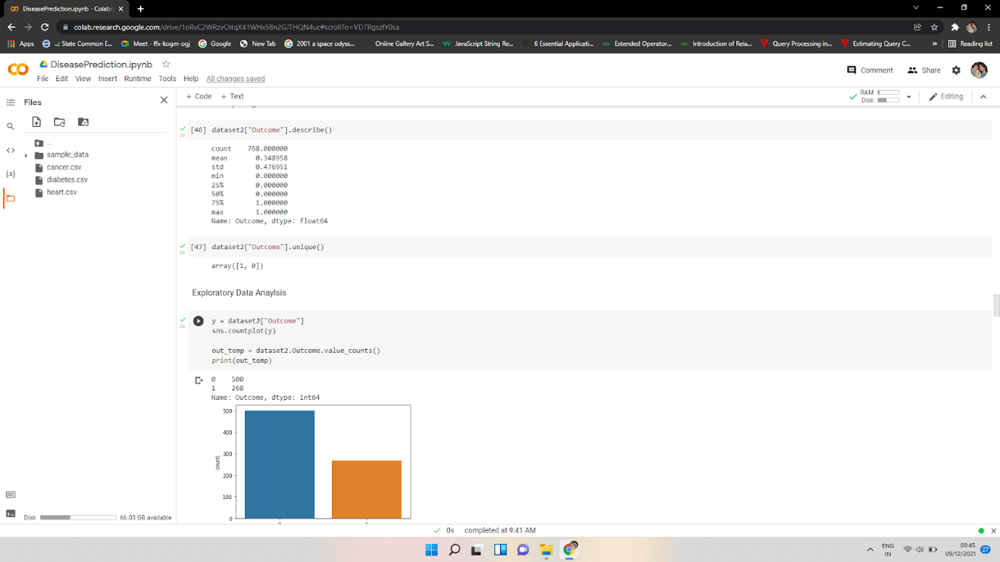 DiseasePrediction.ipynb - Colabo
colab.research.google.com/drive/1oRvC2WRzvOitqX41WHx58n2GJTHQN4uc#scrollTo=VD7RgszfY0sa
Apps
..:: State Common E...
Meet - ffx-kogm-ogj
Google
New Tab
2001 a space odyss...
Online Gallery Art S...
JavaScript String Re...
6 Essential Applicati...
Extended Operator...
Introduction of Rela...
Query Processing in...
Estimating Query C...
»
Reading list
DiseasePrediction.ipynb
File Edit View Insert Runtime Tools Help All changes saved
Comment
Share
Files
+ Code + Text
RAM
Disk
Editing
..
sample_data
cancer.csv
diabetes.csv
heart.csv
{x}
0s
[46] dataset2["Outcome"].describe()
count 768.000000
mean 0.348958
std 0.476951
min 0.000000
25% 0.000000
50% 0.000000
75% 1.000000
max 1.000000
Name: Outcome, dtype: float64
0s
[47] dataset2["Outcome"].unique()
array([1, 0])
Exploratory Data Anaylsis
0s
y = dataset2["Outcome"]
sns.countplot(y)
out_temp = dataset2.Outcome.value_counts()
print(out_temp)
0 500
1 268
Name: Outcome, dtype: int64
500
400
300
200
100
0
count
Disk
66.03 GB available
0s completed at 9:41 AM
ENG
IN
09:45
09/12/2021
27